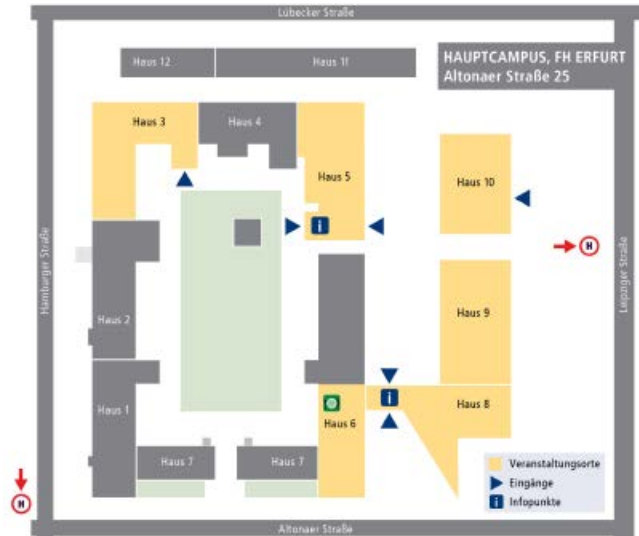 Lübecker Straße
HAUPTCAMPUS, FH ERFURT
Altonaer Straße 25
Haus 12
Haus 11
Haus 3
Haus 4
Haus 5
Haus 10
i
H
Hamburger Straße
Leipziger Straße
Haus 2
Haus 9
Haus 1
i
Haus 8
Haus 6
Haus 7
Haus 7
H
Veranstaltungsorte
Eingänge
i Infopunkte
Altonaer Straße